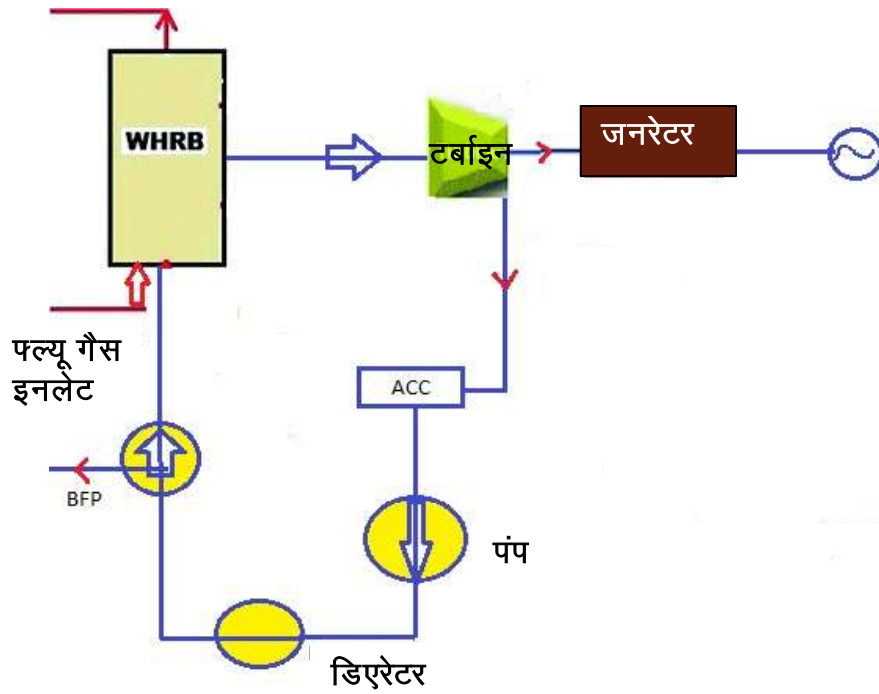 WHRB
टर्बाइन
जनरेटर
फ्ल्यू गैस
इनलेट
ACC
BFP
पंप
डिएरेटर